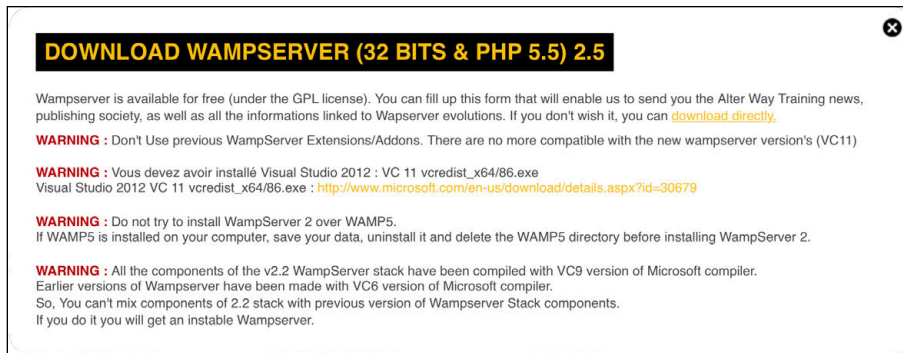 DOWNLOAD WAMPSERVER (32 BITS & PHP 5.5) 2.5
Wampserver is available for free (under the GPL license). You can fill up this form that will enable us to send you the Alter Way Training news,
publishing society, as well as all the informations linked to Wapserver evolutions. If you don't wish it, you can download directly.
WARNING : Don't Use previous WampServer Extensions/Addons. There are no more compatible with the new wampserver version's (VC11)
WARNING : Vous devez avoir installé Visual Studio 2012 : VC 11 vcredist_x64/86.exe
Visual Studio 2012 VC 11 vcredist_x64/86.exe : http://www.microsoft.com/en-us/download/details.aspx?id=30679
WARNING : Do not try to install WampServer 2 over WAMP5.
If WAMP5 is installed on your computer, save your data, uninstall it and delete the WAMP5 directory before installing WampServer 2.
WARNING : All the components of the v2.2 WampServer stack have been compiled with VC9 version of Microsoft compiler.
Earlier versions of Wampserver have been made with VC6 version of Microsoft compiler.
So, You can't mix components of 2.2 stack with previous version of Wampserver Stack components.
If you do it you will get an instable Wampserver.